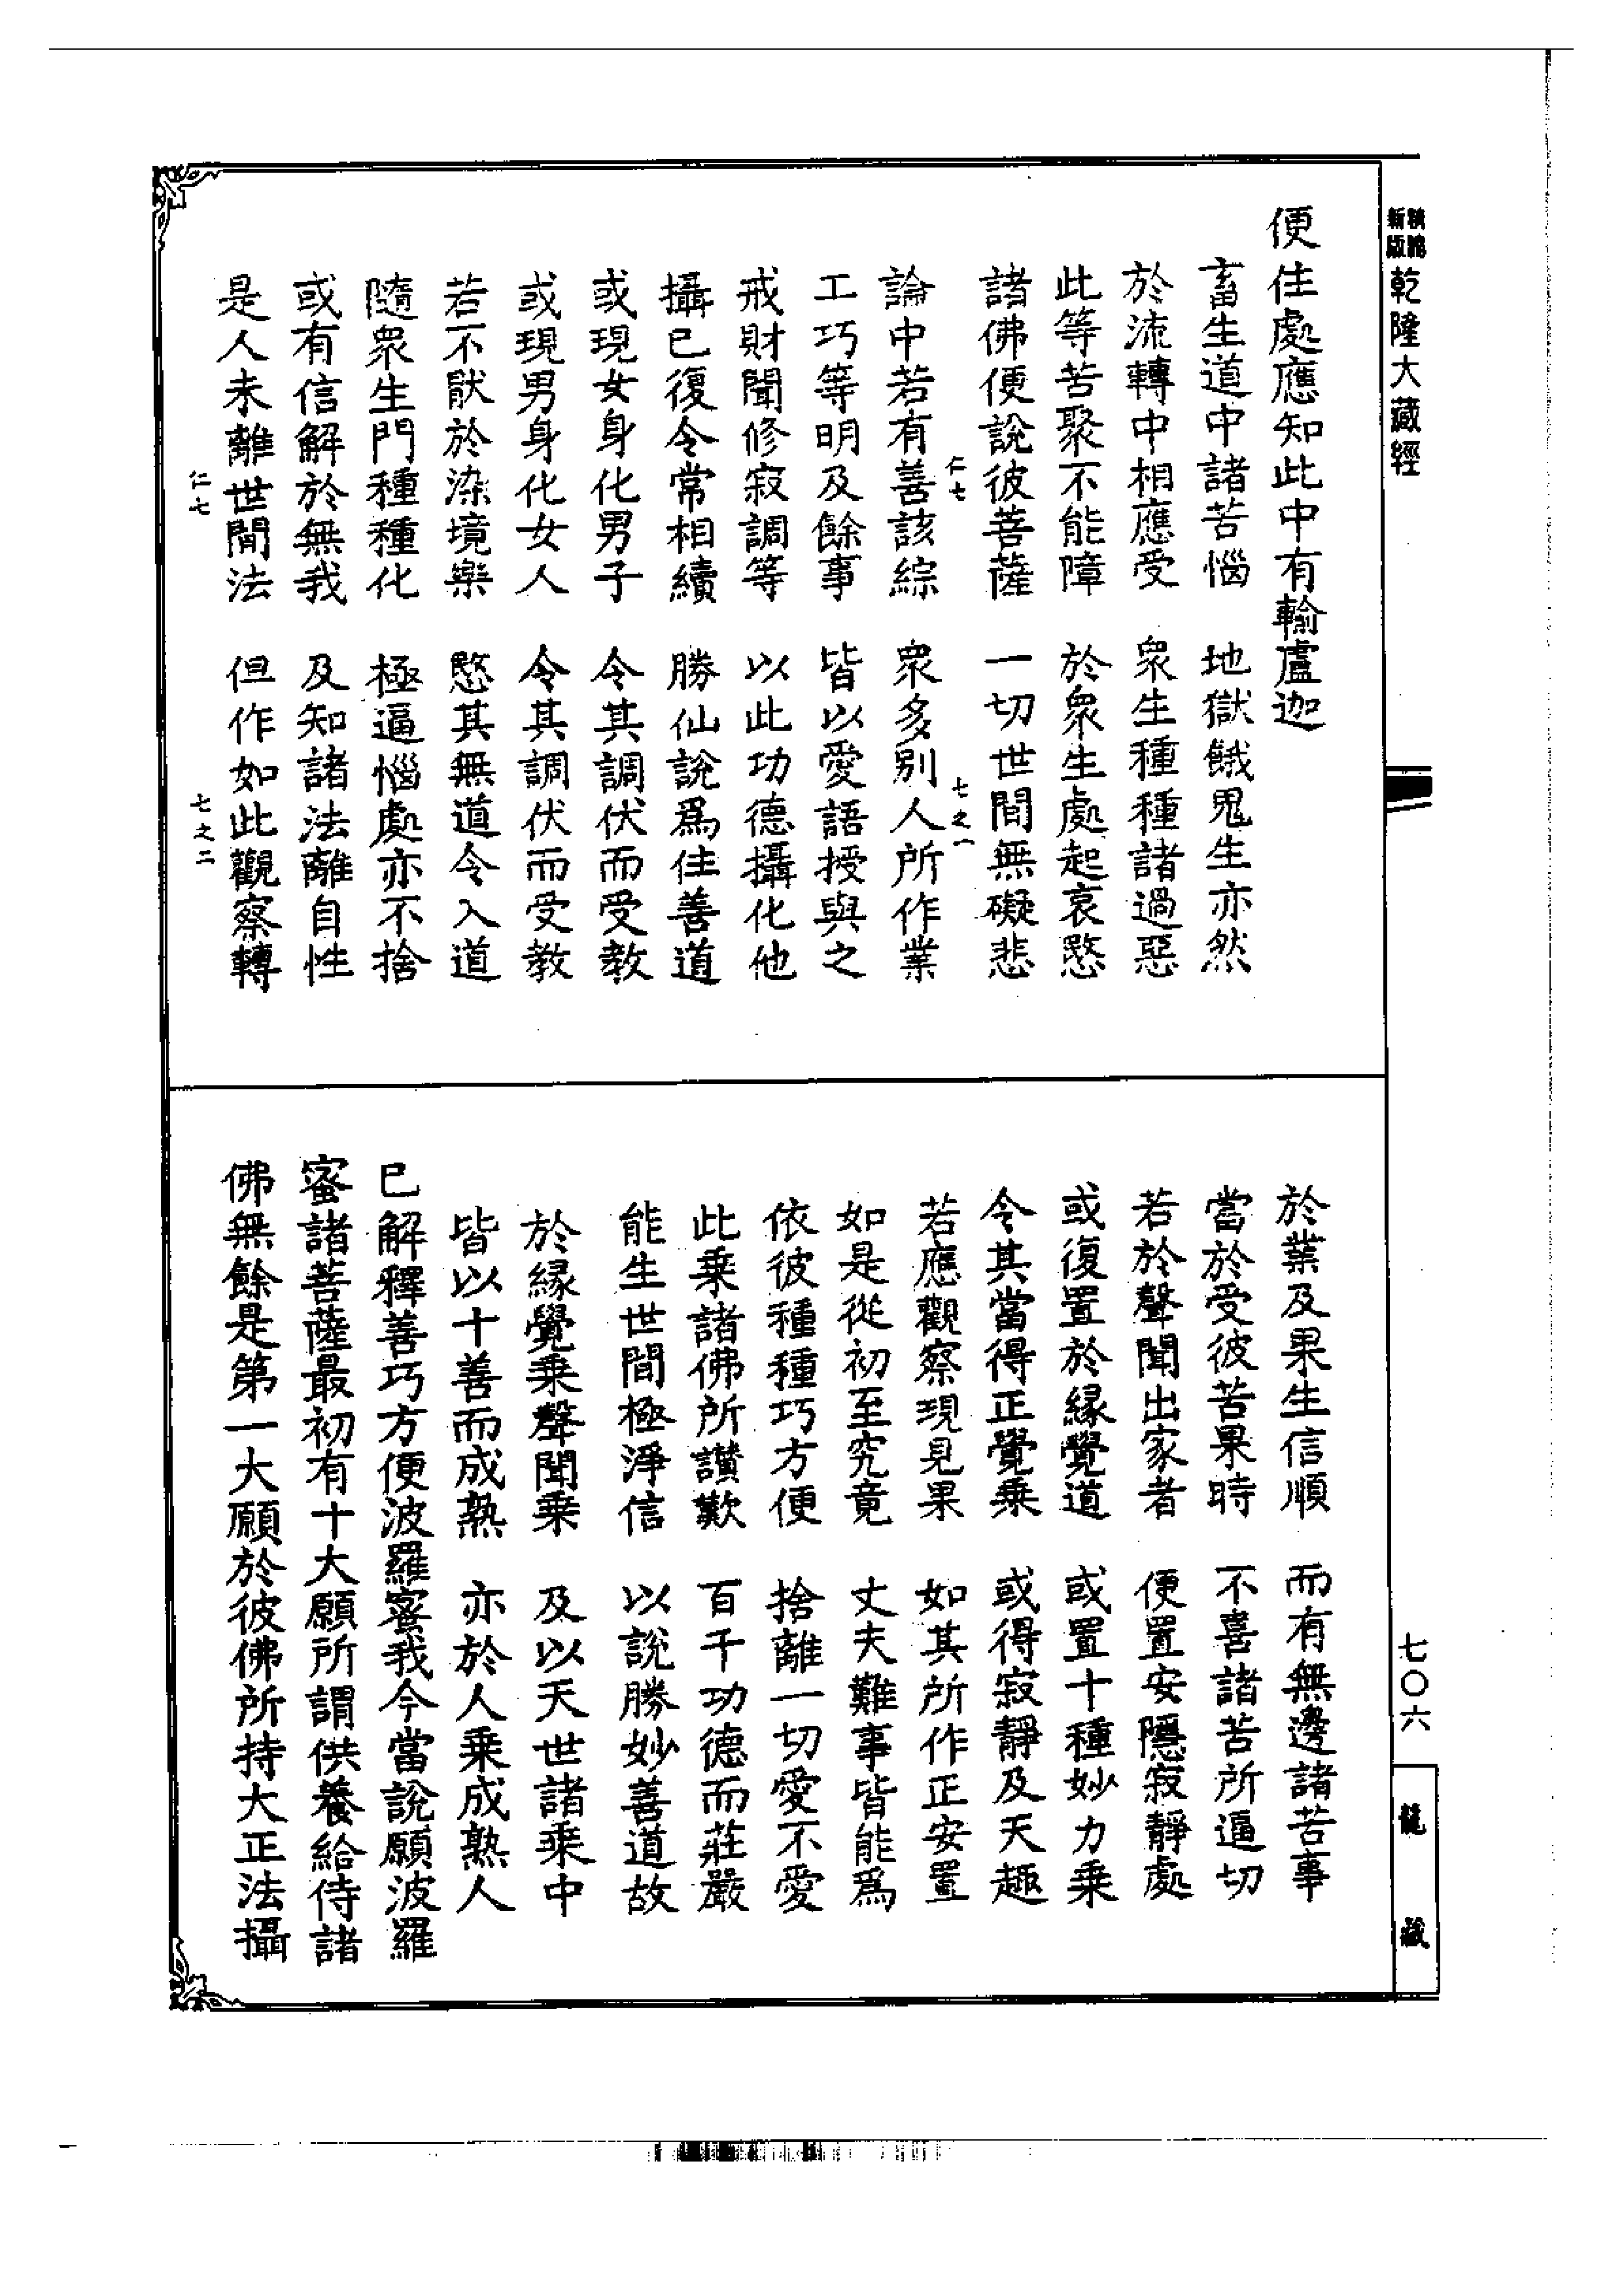 新版精縮乾隆大藏經
便住處應知此中有輸盧迦
畜生道中諸苦惱　地獄餓鬼生亦然
於流轉中相應受　衆生種種諸過惡
此等苦聚不能障　於衆生處起哀愍
諸佛便說彼菩薩　一切世間無礙悲
仁七　七之一
論中若有善該綜　衆多別人所作業
工巧等明及餘事　皆以愛語授與之
戒財聞修寂調等　以此功德攝化他
攝已復令常相續　勝仙說爲住善道
或現女身化男子　令其調伏而受教
或現男身化女人　令其調伏而受教
若不猒於染境樂　愍其無道令入道
隨衆生門種種化　極逼惱處亦不捨
或有信解於無我　及知諸法離自性
是人未離世間法　但作如此觀察轉
仁七　七之二
於業及果生信順　而有無邊諸苦事
當於受彼苦果時　不喜諸苦所逼切
若於聲聞出家者　便置安隱寂靜處
或復置於緣覺道　或置十種妙力乘
令其當得正覺乘　或得寂靜及天趣
若應觀察現見果　如其所作正安置
如是從初至究竟　丈夫難事皆能爲
依彼種種巧方便　捨離一切愛不愛
此乘諸佛所讚歎　百千功德而莊嚴
能生世間極淨信　以說勝妙善道故
於緣覺乘聲聞乘　及以天世諸乘中
皆以十善而成熟　亦於人乘成熟人
已解釋善巧方便波羅蜜我今當說願波羅
蜜諸菩薩最初有十大願所謂供養給侍諸
佛無餘是第一大願於彼佛所持大正法攝
七〇六
龍藏